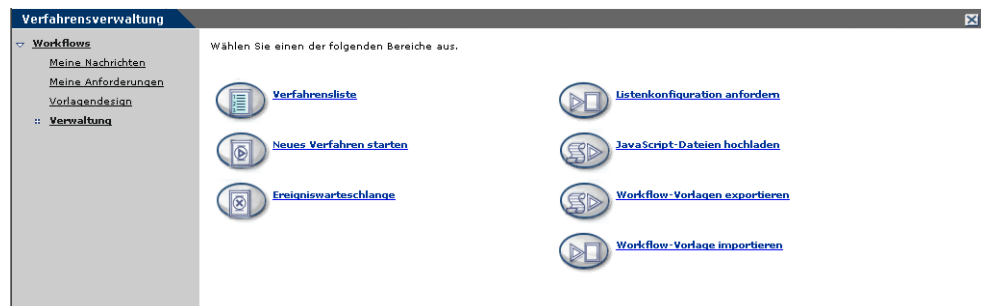 Verfahrensverwaltung
Workflows
Meine Nachrichten
Meine Anforderungen
Vorlagendesign
Verwaltung
Wählen Sie einen der folgenden Bereiche aus.
Verfahrensliste
Neues Verfahren starten
Ereigniswarteschlange
Listenkonfiguration anfordern
JavaScript-Dateien hochladen
Workflow-Vorlagen exportieren
Workflow-Vorlage importieren